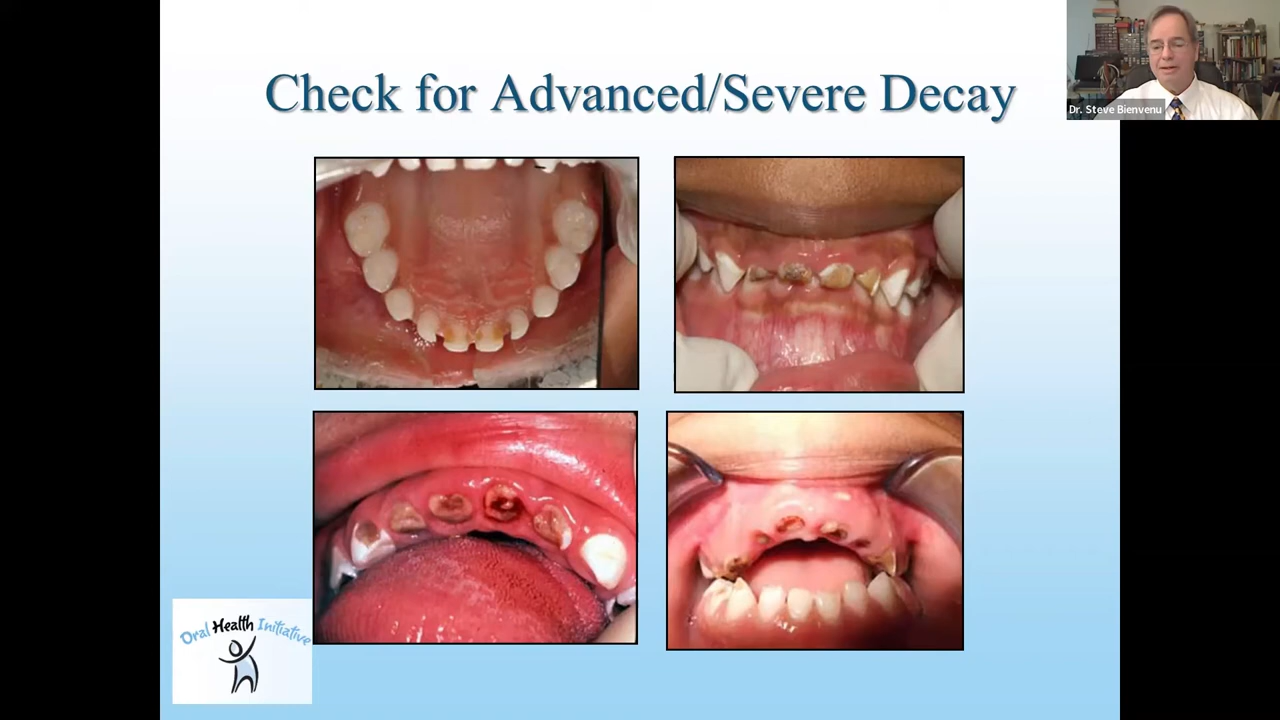 Check for Advanced/Severe Decay
Dr. Steve Bienvenu
Oral Health Initiative